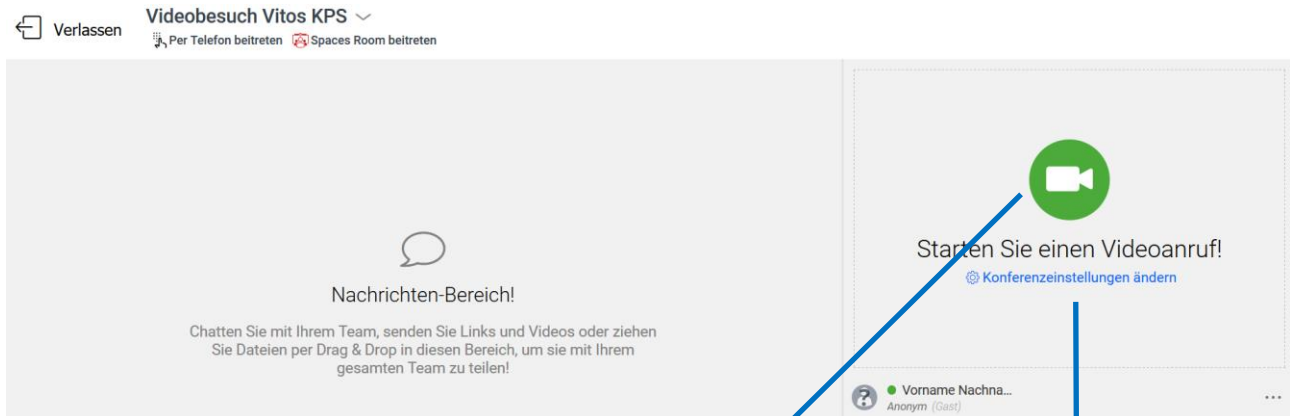 Verlassen
Videobesuch Vitos KPS
Per Telefon beitreten Spaces Room beitreten
Nachrichten-Bereich!
Chatten Sie mit Ihrem Team, senden Sie Links und Videos oder ziehen
Sie Dateien per Drag & Drop in diesen Bereich, um sie mit Ihrem
gesamten Team zu teilen!
Starten Sie einen Videoanruf!
Konferenzeinstellungen ändern
Vorname Nachna...
Anonym (Gast)